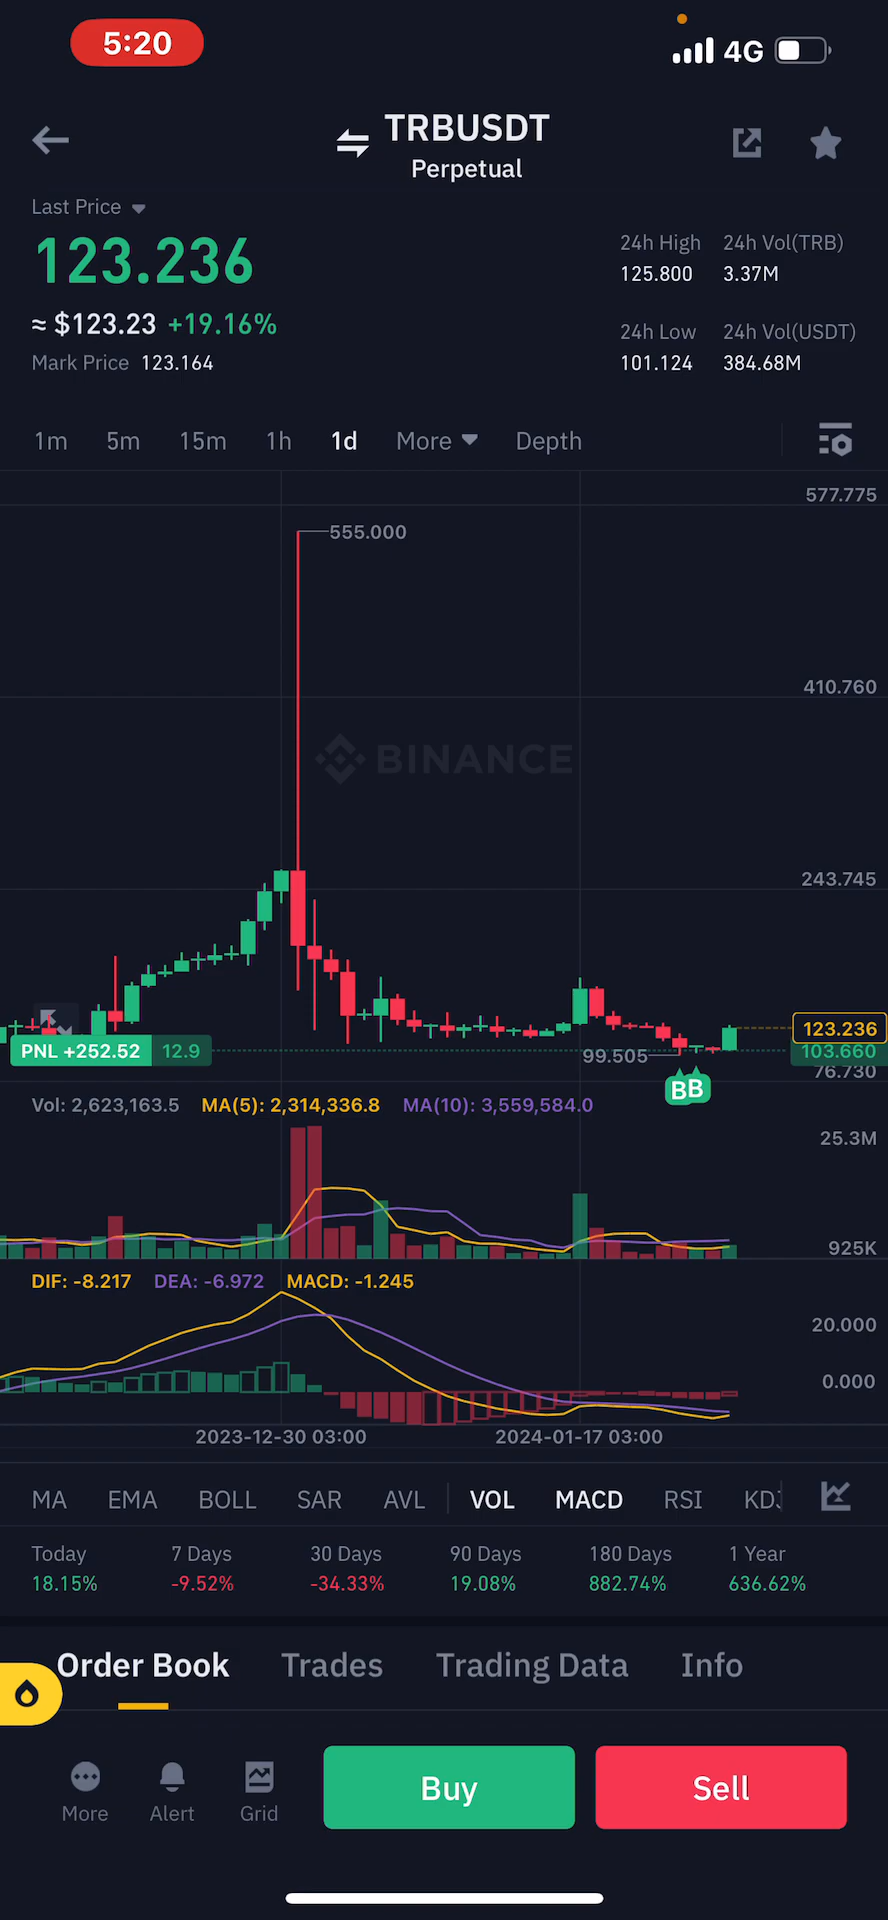 5:20
4G
TRBUSDT
Perpetual
Last Price
123.236
≈ $123.23 +19.16%
Mark Price 123.164
24h High 24h Vol(TRB)
125.800 3.37M
24h Low 24h Vol(USDT)
101.124 384.68M
1m 5m 15m 1h 1d More Depth
577.775
555.000
410.760
BINANCE
243.745
123.236
PNL +252.52 12.9
103.660
99.505
76.730
B B
Vol: 2,623,163.5 MA(5): 2,314,336.8 MA(10): 3,559,584.0
25.3M
925K
DIF: -8.217 DEA: -6.972 MACD: -1.245
20.000
0.000
2023-12-30 03:00 2024-01-17 03:00
MA EMA BOLL SAR AVL VOL MACD RSI KDJ
Today 7 Days 30 Days 90 Days 180 Days 1 Year
18.15% -9.52% -34.33% 19.08% 882.74% 636.62%
Order Book Trades Trading Data Info
More Alert Grid Buy Sell